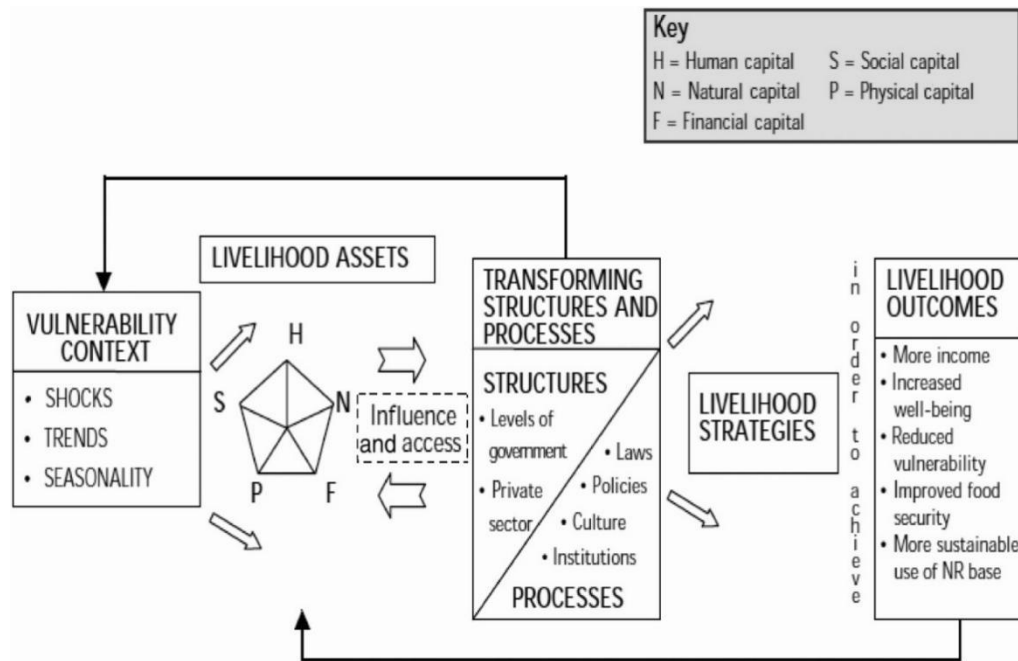 Key
H = Human capital S = Social capital
N = Natural capital P = Physical capital
F = Financial capital
LIVELIHOOD ASSETS
VULNERABILITY
CONTEXT
• SHOCKS
• TRENDS
• SEASONALITY
H
S
N
P
F
Influence
and access
TRANSFORMING
STRUCTURES AND
PROCESSES
STRUCTURES
• Levels of
government
• Private
sector
• Laws
• Policies
• Culture
• Institutions
PROCESSES
LIVELIHOOD
STRATEGIES
in order to achieve
LIVELIHOOD
OUTCOMES
• More income
• Increased
well-being
• Reduced
vulnerability
• Improved food
security
• More sustainable
use of NR base